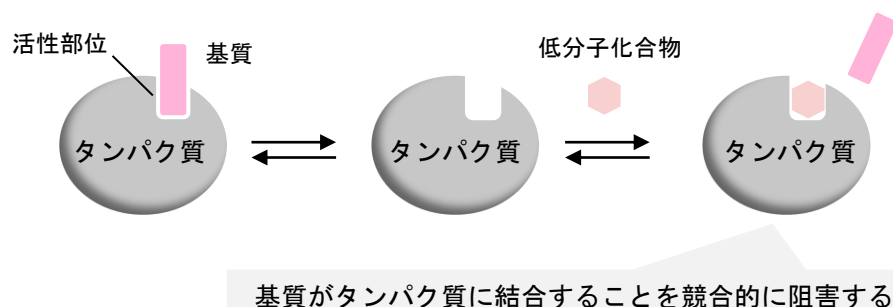 活性部位
基質
低分子化合物
タンパク質
タンパク質
タンパク質
基質がタンパク質に結合することを競合的に阻害する